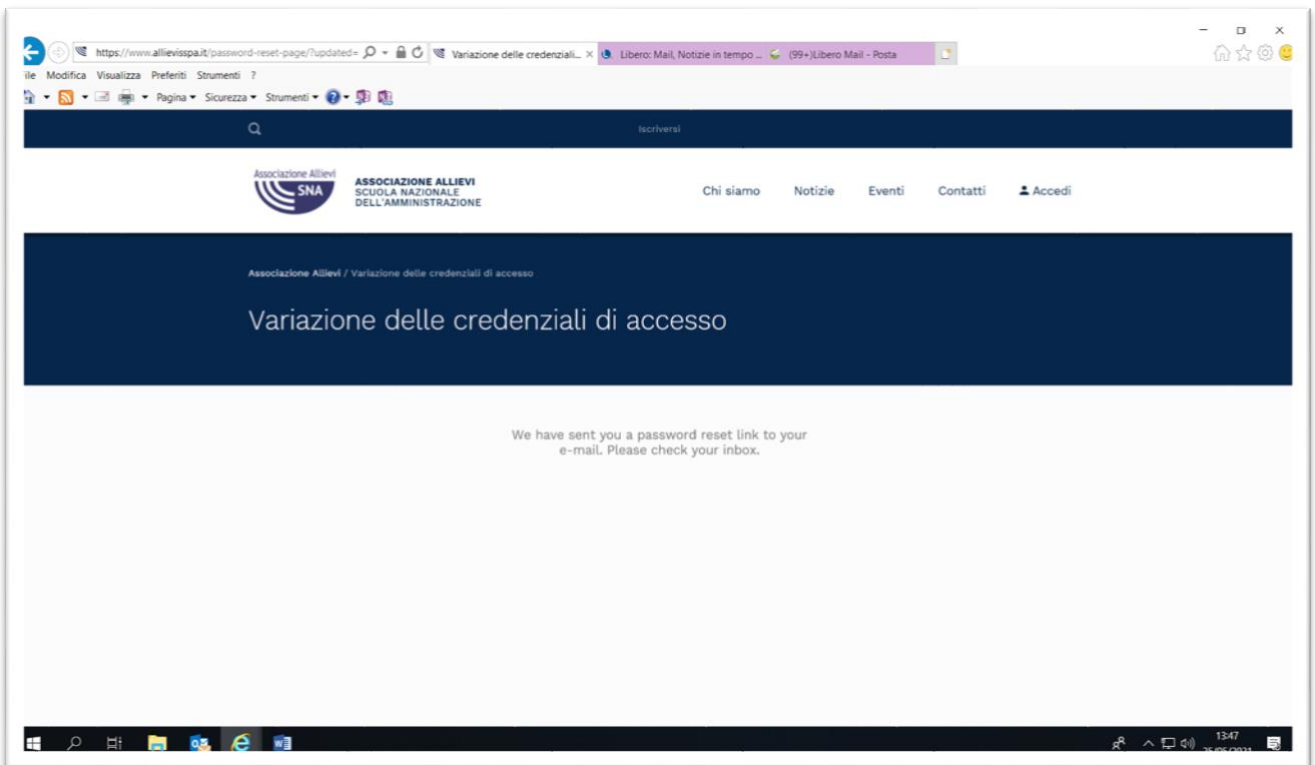 https://www.allievisspa.it/password-reset-page/?updated=
Variazione delle credenziali...
Libero: Mail, Notizie in tempo ...
(99+)Libero Mail - Posta
ile Modifica Visualizza Preferiti Strumenti ?
Pagina Sicurezza Strumenti
Iscriversi
Associazione Allievi
SNA
ASSOCIAZIONE ALLIEVI
SCUOLA NAZIONALE
DELL'AMMINISTRAZIONE
Chi siamo Notizie Eventi Contatti Accedi
Associazione Allievi / Variazione delle credenziali di accesso
Variazione delle credenziali di accesso
We have sent you a password reset link to your
e-mail. Please check your inbox.
13:47
25/05/2021